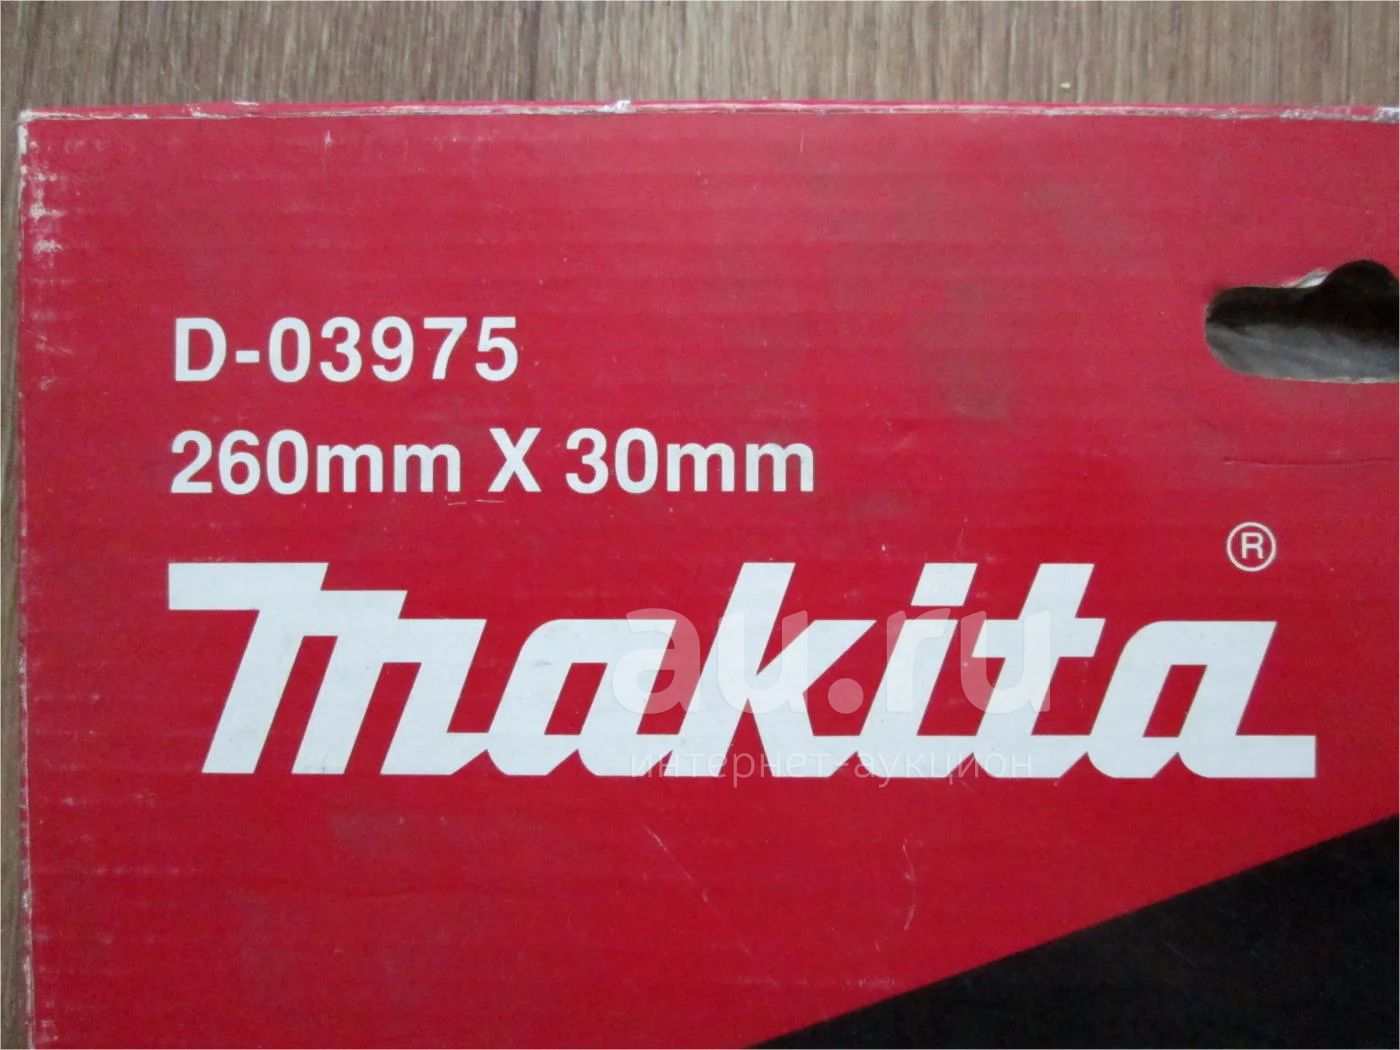 D-03975
260mm X 30mm
makita ®
au.ru
интернет-аукцион